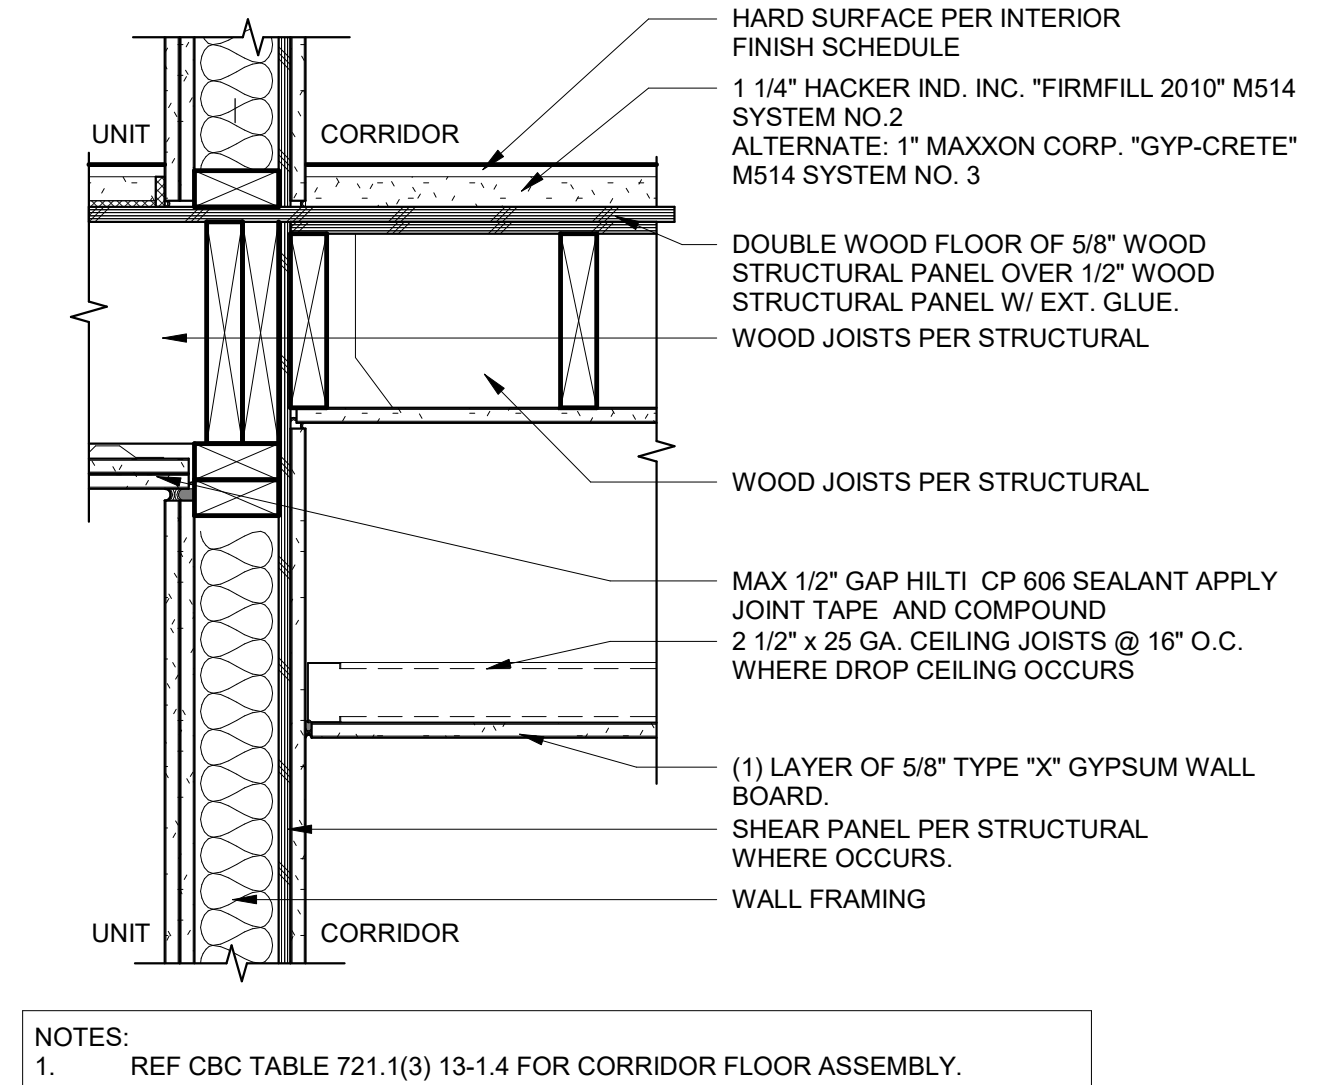 HARD SURFACE PER INTERIOR
FINISH SCHEDULE
1 1/4" HACKER IND. INC. "FIRMFILL 2010" M514
SYSTEM NO.2
ALTERNATE: 1" MAXXON CORP. "GYP-CRETE"
M514 SYSTEM NO. 3
UNIT
CORRIDOR
DOUBLE WOOD FLOOR OF 5/8" WOOD
STRUCTURAL PANEL OVER 1/2" WOOD
STRUCTURAL PANEL W/ EXT. GLUE.
WOOD JOISTS PER STRUCTURAL
WOOD JOISTS PER STRUCTURAL
MAX 1/2" GAP HILTI CP 606 SEALANT APPLY
JOINT TAPE AND COMPOUND
2 1/2" x 25 GA. CEILING JOISTS @ 16" O.C.
WHERE DROP CEILING OCCURS
(1) LAYER OF 5/8" TYPE "X" GYPSUM WALL
BOARD.
SHEAR PANEL PER STRUCTURAL
WHERE OCCURS.
WALL FRAMING
UNIT
CORRIDOR
NOTES:
1. REF CBC TABLE 721.1(3) 13-1.4 FOR CORRIDOR FLOOR ASSEMBLY.